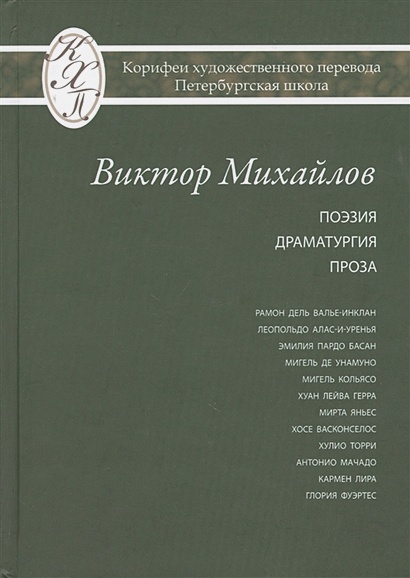 КХП
Корифеи художественного перевода
Петербургская школа
Виктор Михайлов
ПОЭЗИЯ
ДРАМАТУРГИЯ
ПРОЗА
РАМОН ДЕЛЬ ВАЛЬЕ-ИНКЛАН
ЛЕОПОЛЬДО АЛАС-И-УРЕНЬЯ
ЭМИЛИЯ ПАРДО БАСАН
МИГЕЛЬ ДЕ УНАМУНО
МИГЕЛЬ КОЛЬЯСО
ХУАН ЛЕЙВА ГЕРРА
МИРТА ЯНЬЕС
ХОСЕ ВАСКОНСЕЛОС
ХУЛИО ТОРРИ
АНТОНИО МАЧАДО
КАРМЕН ЛИРА
ГЛОРИЯ ФУЭРТЕС